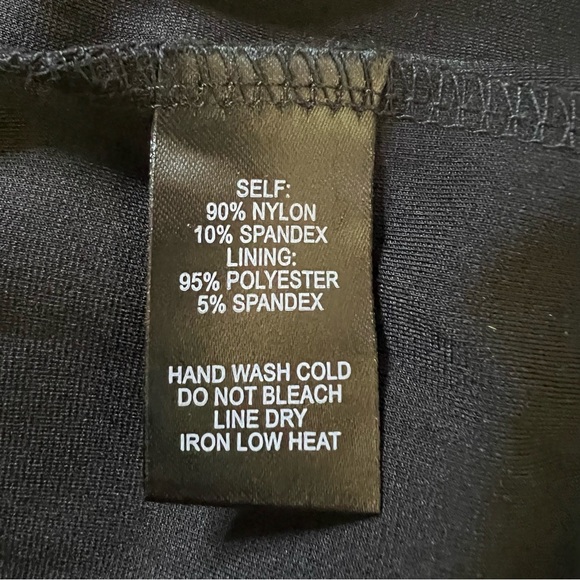 SELF:
90% NYLON
10% SPANDEX
LINING:
95% POLYESTER
5% SPANDEX
HAND WASH COLD
DO NOT BLEACH
LINE DRY
IRON LOW HEAT